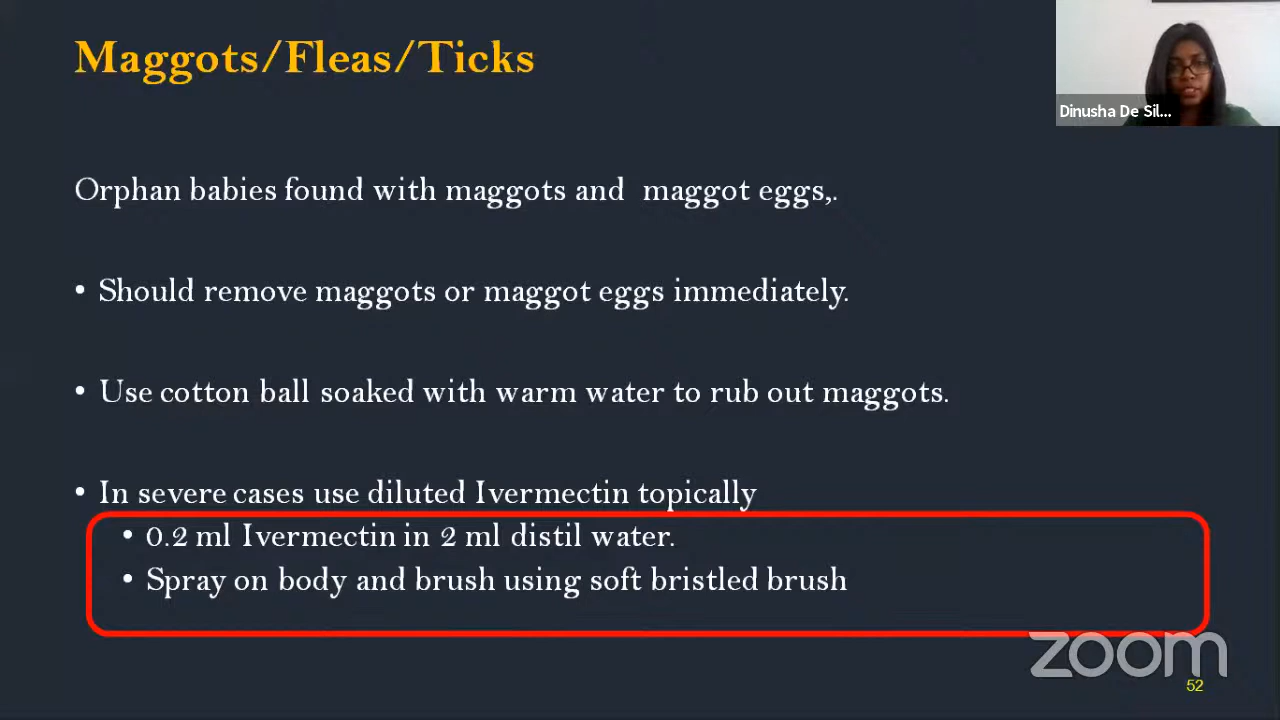 Maggots/Fleas/Ticks
Dinusha De Sil...
Orphan babies found with maggots and maggot eggs,.
• Should remove maggots or maggot eggs immediately.
• Use cotton ball soaked with warm water to rub out maggots.
• In severe cases use diluted Ivermectin topically
• 0.2 ml Ivermectin in 2 ml distil water.
• Spray on body and brush using soft bristled brush
zoom
52